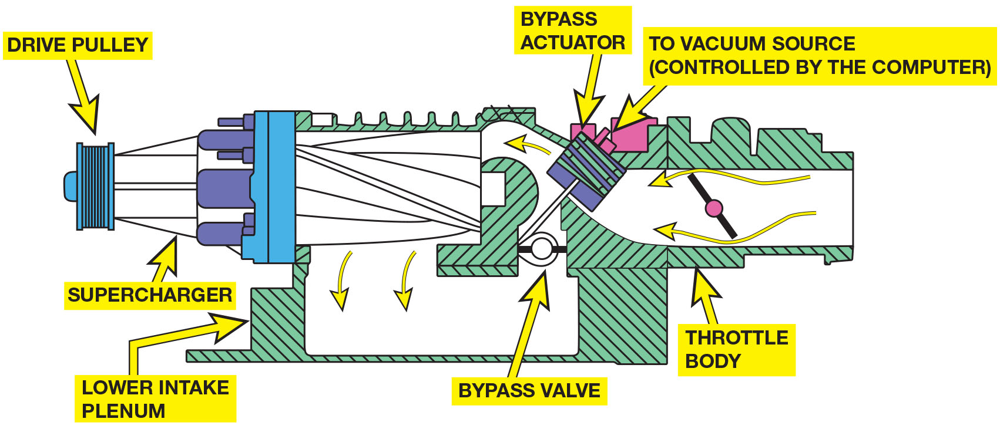 DRIVE PULLEY
BYPASS
ACTUATOR
TO VACUUM SOURCE
(CONTROLLED BY THE COMPUTER)
SUPERCHARGER
LOWER INTAKE
PLENUM
BYPASS VALVE
THROTTLE
BODY